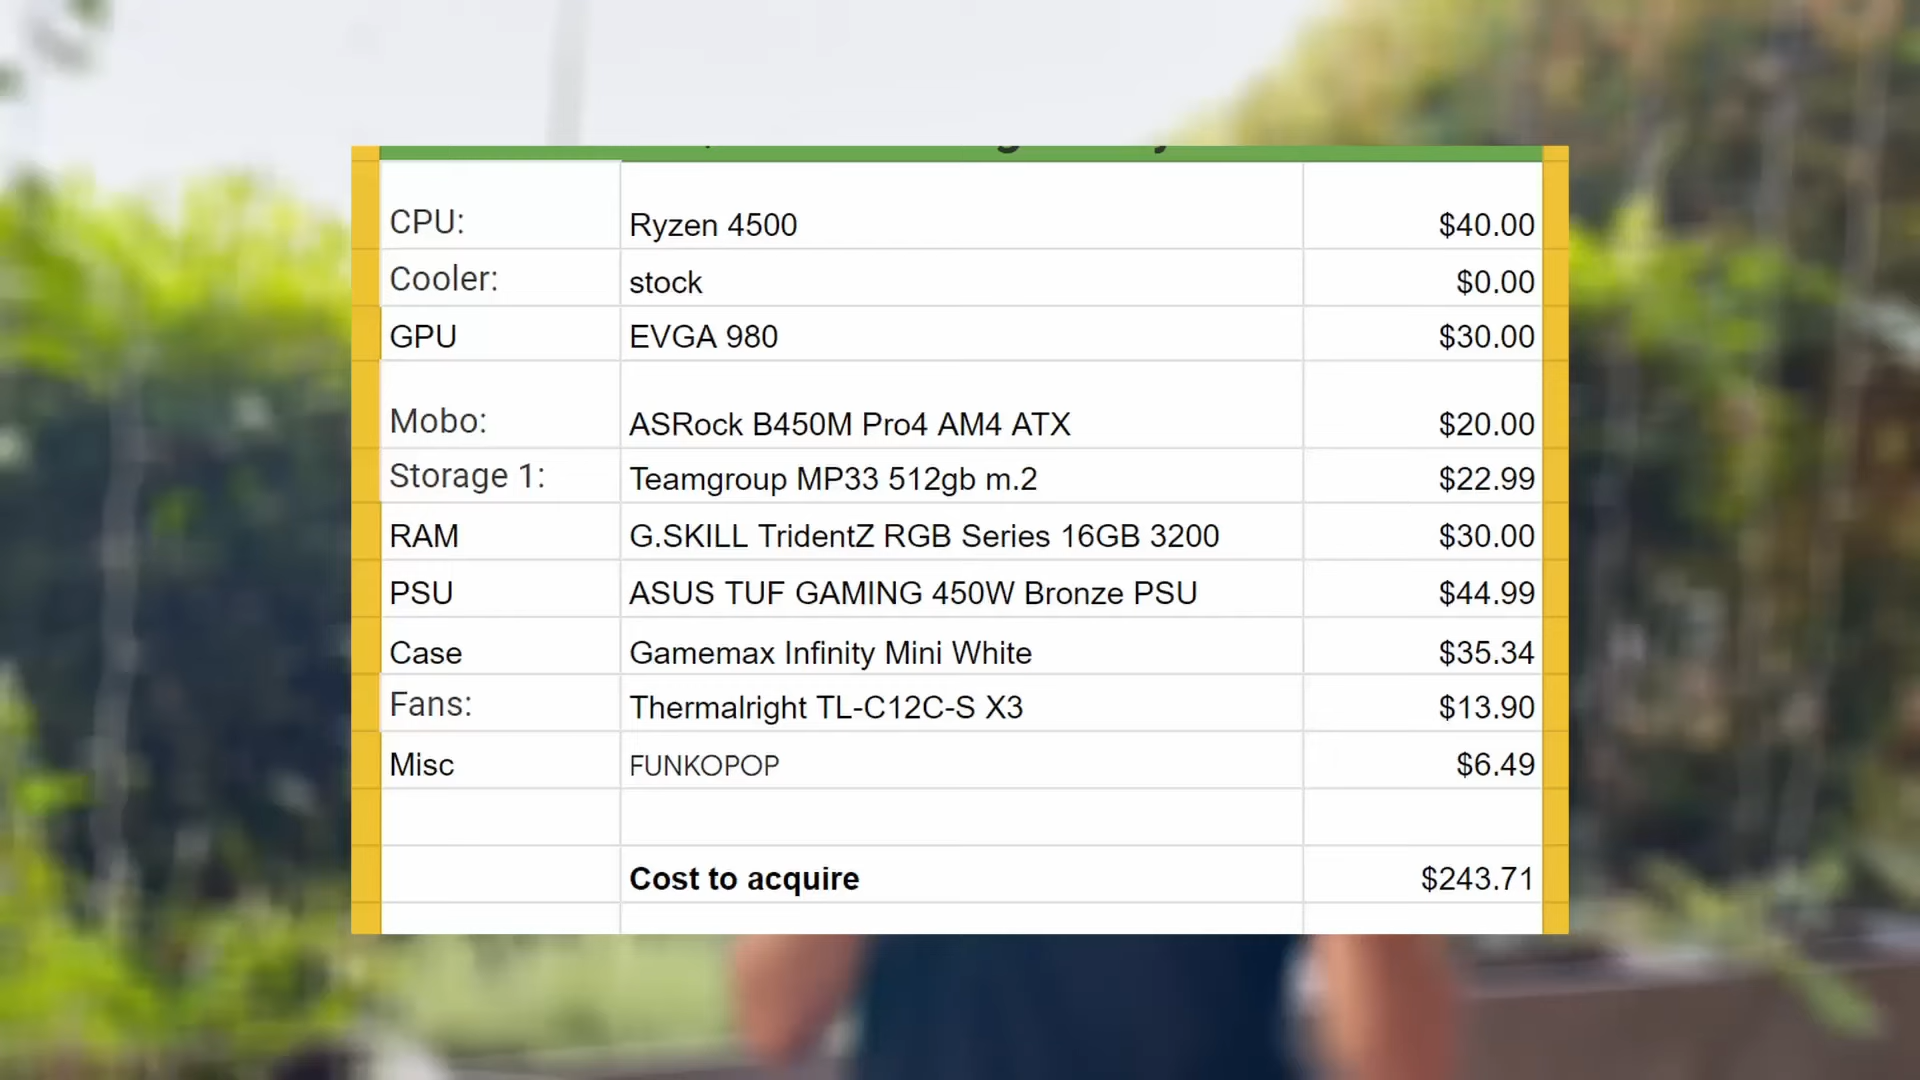 CPU: Ryzen 4500 $40.00
Cooler: stock $0.00
GPU EVGA 980 $30.00
Mobo: ASRock B450M Pro4 AM4 ATX $20.00
Storage 1: Teamgroup MP33 512gb m.2 $22.99
RAM G.SKILL TridentZ RGB Series 16GB 3200 $30.00
PSU ASUS TUF GAMING 450W Bronze PSU $44.99
Case Gamemax Infinity Mini White $35.34
Fans: Thermalright TL-C12C-S X3 $13.90
Misc FUNKOPOP $6.49
Cost to acquire $243.71